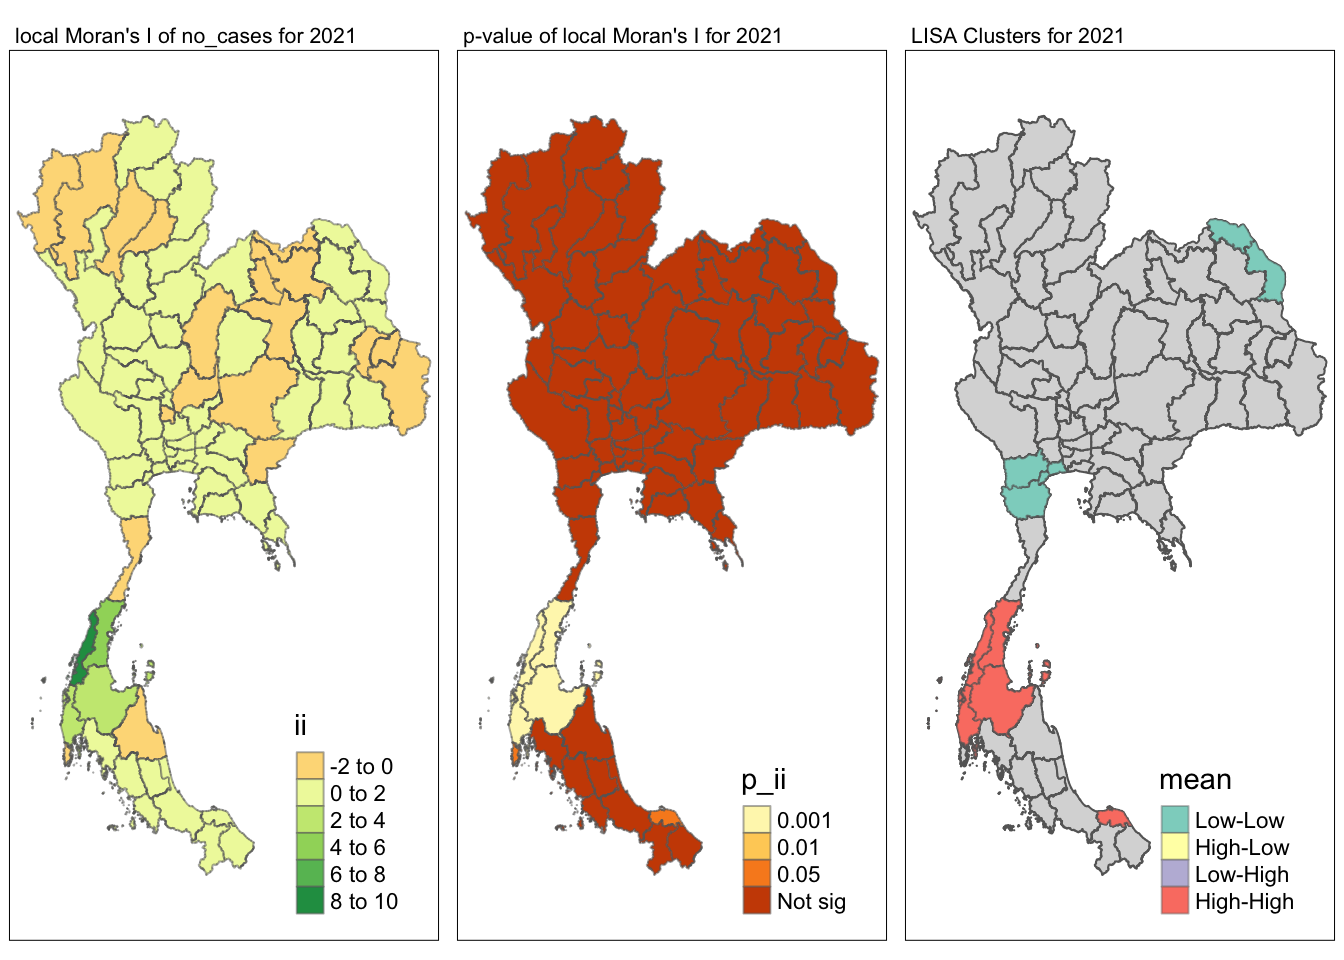 local Moran's I of no_cases for 2021
p-value of local Moran's I for 2021
LISA Clusters for 2021
ii
-2 to 0
0 to 2
2 to 4
4 to 6
6 to 8
8 to 10
p_ii
0.001
0.01
0.05
Not sig
mean
Low-Low
High-Low
Low-High
High-High